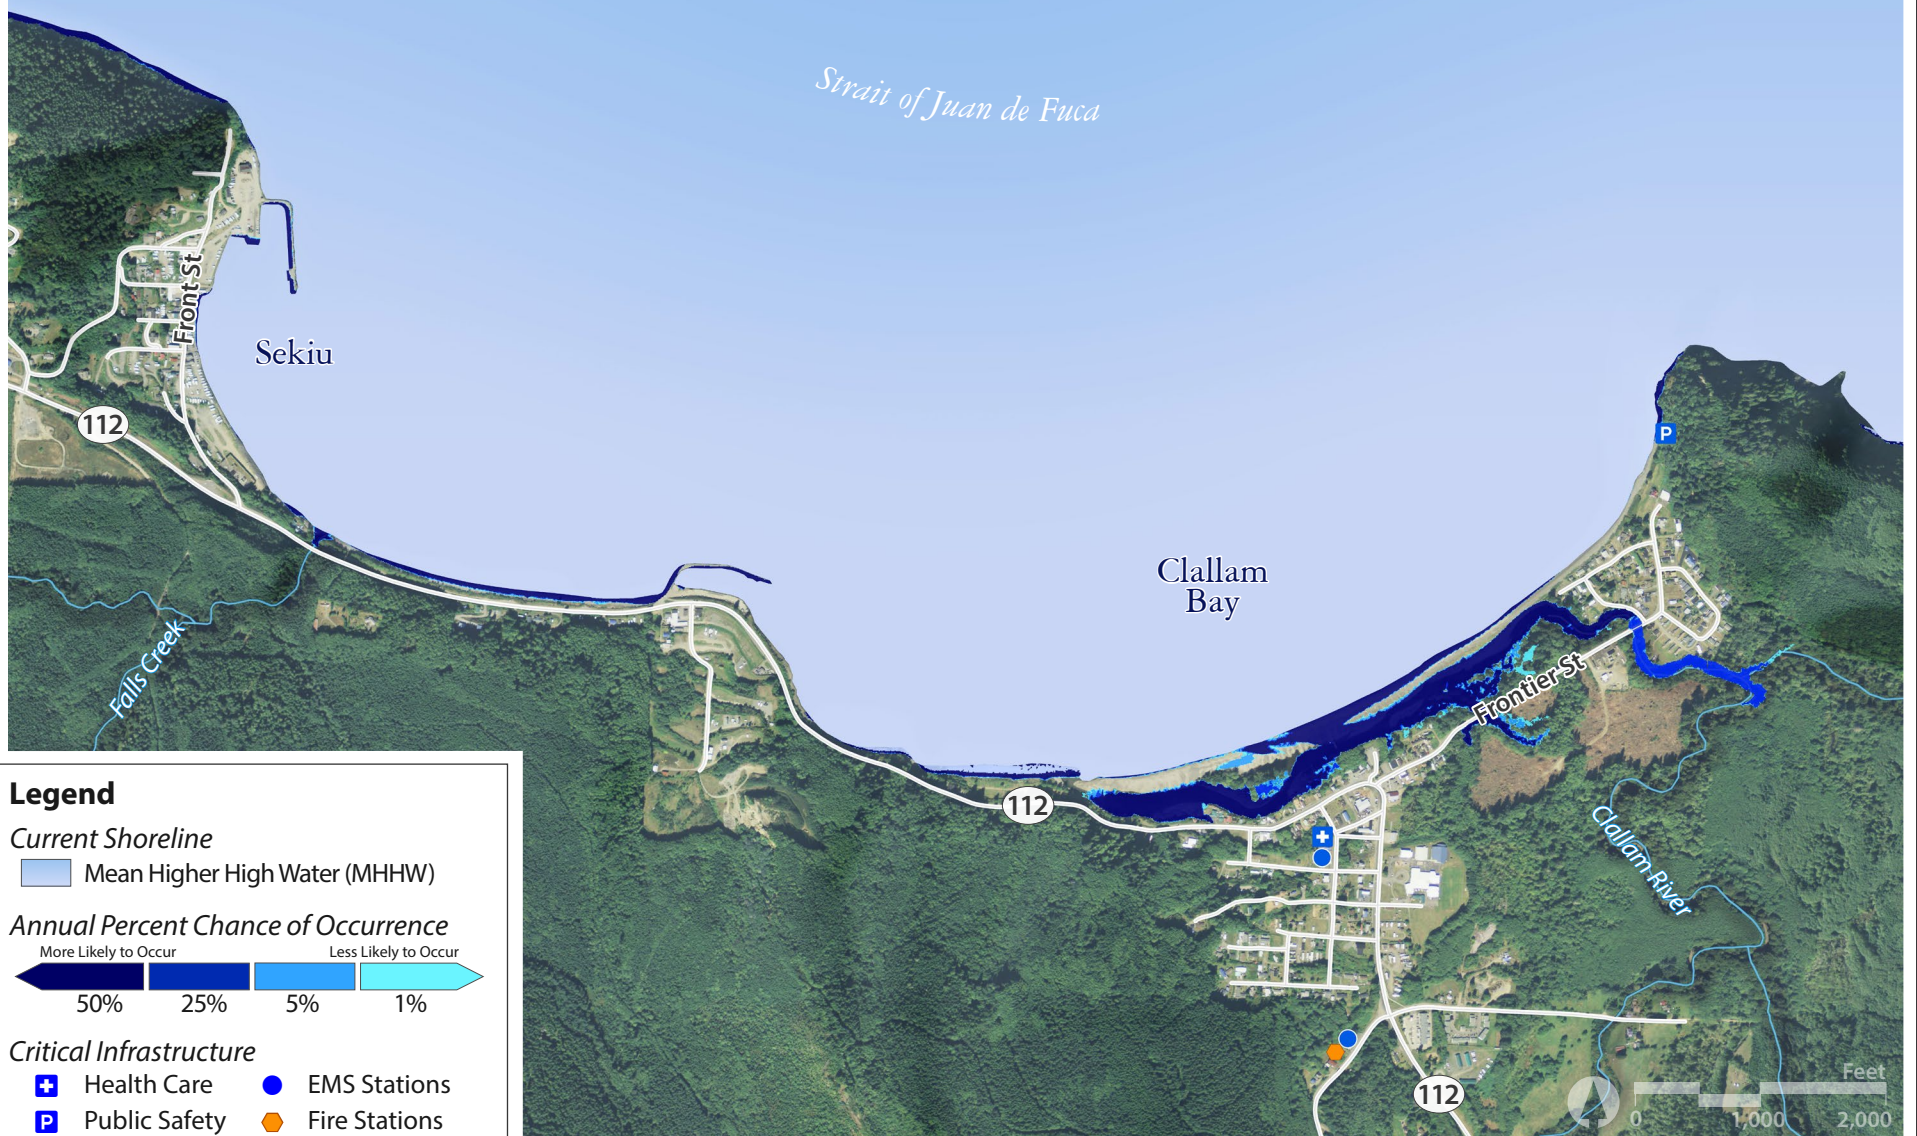 Strait of Juan de Fuca
Front St
Sekiu
112
P
Clallam
Bay
Frontier St
Falls Creek
112
Clallam River
112
Feet
0 1,000 2,000
Legend
Current Shoreline
Mean Higher High Water (MHHW)
Annual Percent Chance of Occurrence
More Likely to Occur Less Likely to Occur
50% 25% 5% 1%
Critical Infrastructure
Health Care EMS Stations
P Public Safety Fire Stations